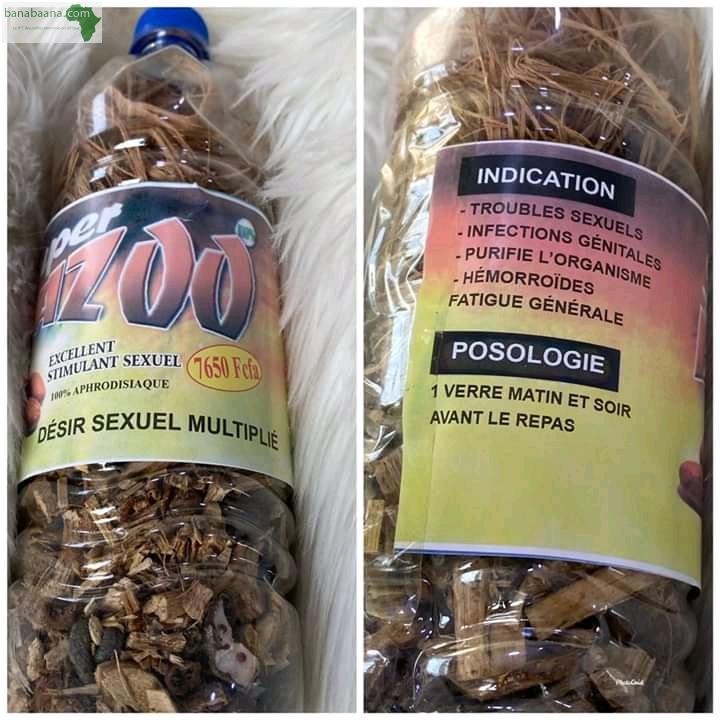 banabaana.com
EXCELLENT
STIMULANT SEXUEL
7650 Fcfa
100% APHRODISIAQUE
DÉSIR SEXUEL MULTIPLIÉ
INDICATION
- TROUBLES SEXUELS
- INFECTIONS GÉNITALES
- PURIFIE L'ORGANISME
- HÉMORROÏDES
FATIGUE GÉNÉRALE
POSOLOGIE
1 VERRE MATIN ET SOIR
AVANT LE REPAS
PhotoGrid